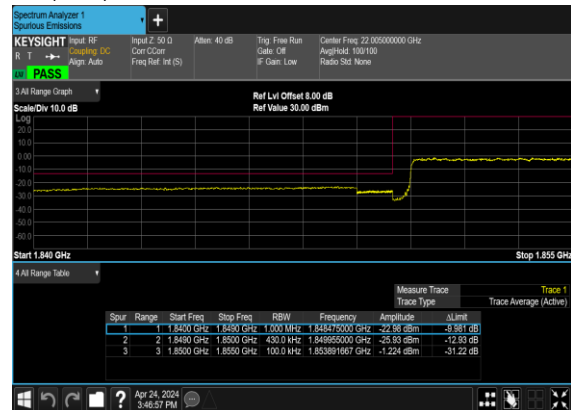 Spectrum Analyzer 1
Spurious Emissions
+
KEYSIGHT Input: RF Input Z: 50 Ω Atten: 40 dB Trig: Free Run Center Freq: 22.005000000 GHz
R T Coupling: DC Corr CCorr Gate: Off Avg|Hold: 100/100
Align: Auto Freq Ref: Int (S) IF Gain: Low Radio Std: None
PASS
3 All Range Graph
Ref Lvl Offset 8.00 dB
Scale/Div 10.0 dB Ref Value 30.00 dBm
Log
20.0
10.0
0.00
-10.0
-20.0
-30.0
-40.0
-50.0
-60.0
Start 1.840 GHz Stop 1.855 GHz
4 All Range Table
Measure Trace Trace 1
Trace Type Trace Average (Active)
Spur Range Start Freq Stop Freq RBW Frequency Amplitude ΔLimit
1 1 1.8400 GHz 1.8490 GHz 1.000 MHz 1.848475000 GHz -22.98 dBm -9.981 dB
2 2 1.8490 GHz 1.8500 GHz 430.0 kHz 1.849955000 GHz -25.93 dBm -12.93 dB
3 3 1.8500 GHz 1.8550 GHz 100.0 kHz 1.853891667 GHz -1.224 dBm -31.22 dB
? Apr 24, 2024
3:46:57 PM